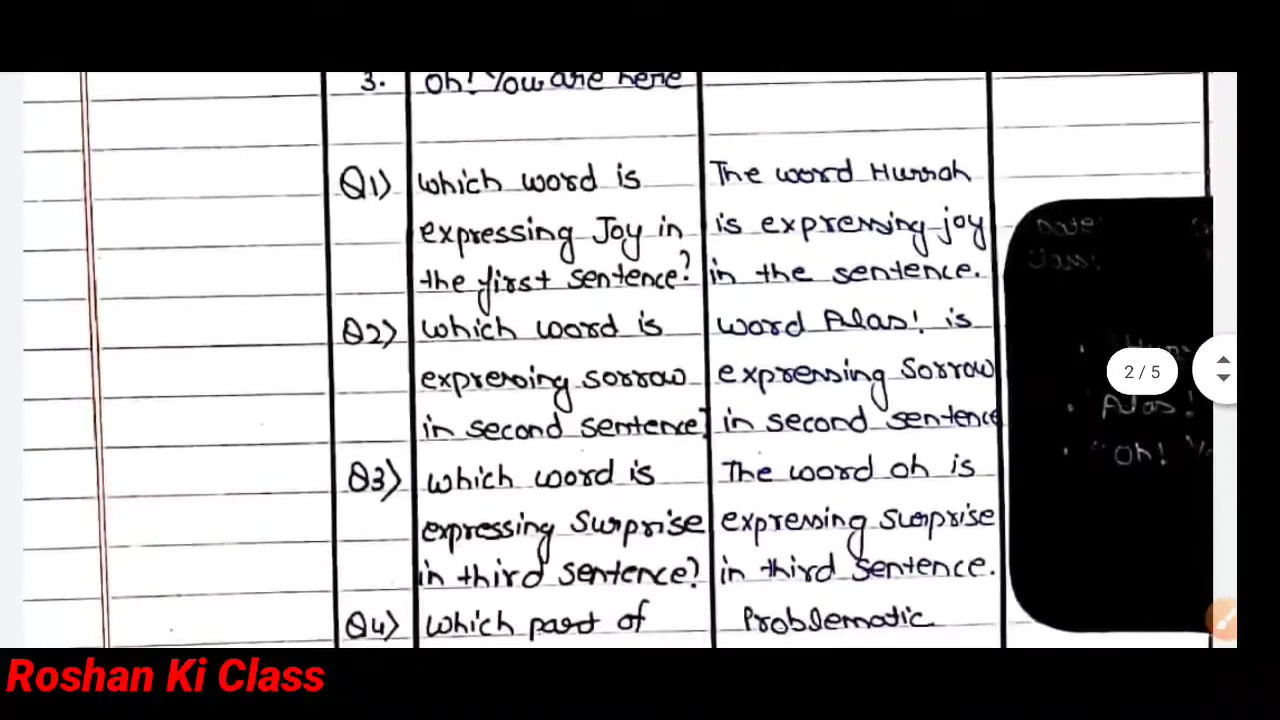 3. Oh! You are here
Q1) Which word is expressing Joy in the first sentence?
The word Hurrah is expressing joy in the sentence.
Q2) Which word is expressing sorrow in second sentence?
word Alas! is expressing Sorrow in second sentence
Q3) Which word is expressing Surprise in third sentence?
The word oh is expressing surprise in third sentence.
Q4) Which part of
Problematic
Date:
Class:
• Alas!
• "Oh!
2 / 5
Roshan Ki Class